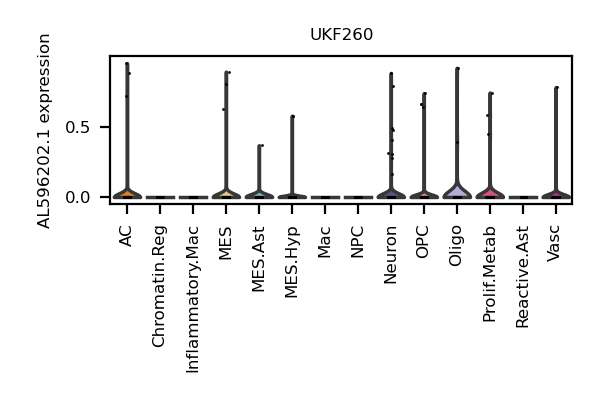 UKF260
AL596202.1 expression
0.5
0.0
AC
Chromatin.Reg
Inflammatory.Mac
MES
MES.Ast
MES.Hyp
Mac
NPC
Neuron
OPC
Oligo
Prolif.Metab
Reactive.Ast
Vasc